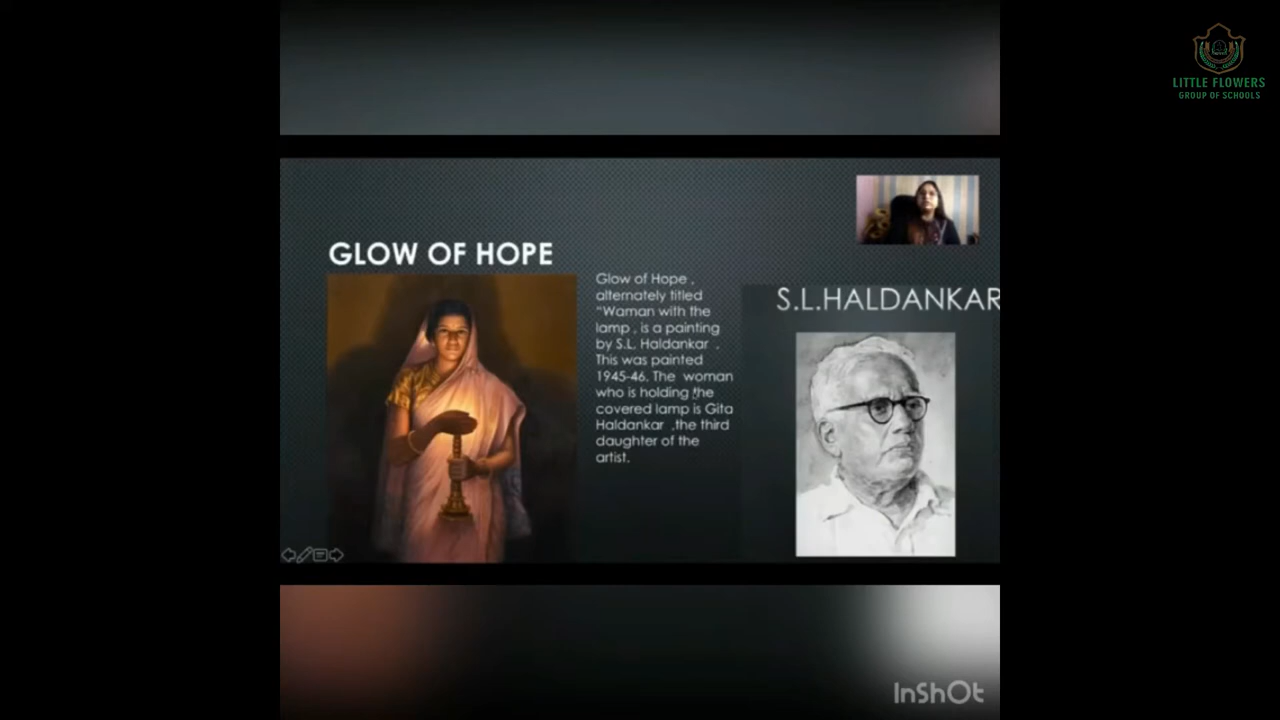 LITTLE FLOWERS
GROUP OF SCHOOLS
GLOW OF HOPE
Glow of Hope ,
alternately titled
"Waman with the
lamp , is a painting
by S.L. Haldankar .
This was painted
1945-46. The woman
who is holding the
covered lamp is Gita
Haldankar ,the third
daughter of the
artist.
S.L.HALDANKAR
InShOt